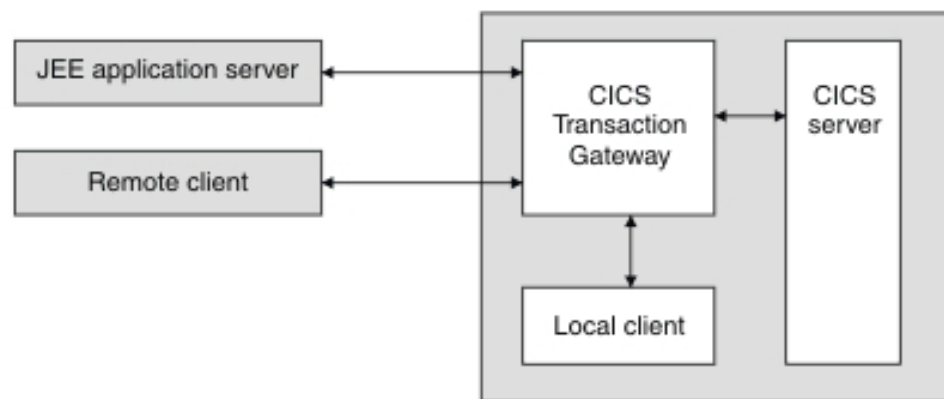 JEE application server
Remote client
CICS
Transaction
Gateway
CICS
server
Local client